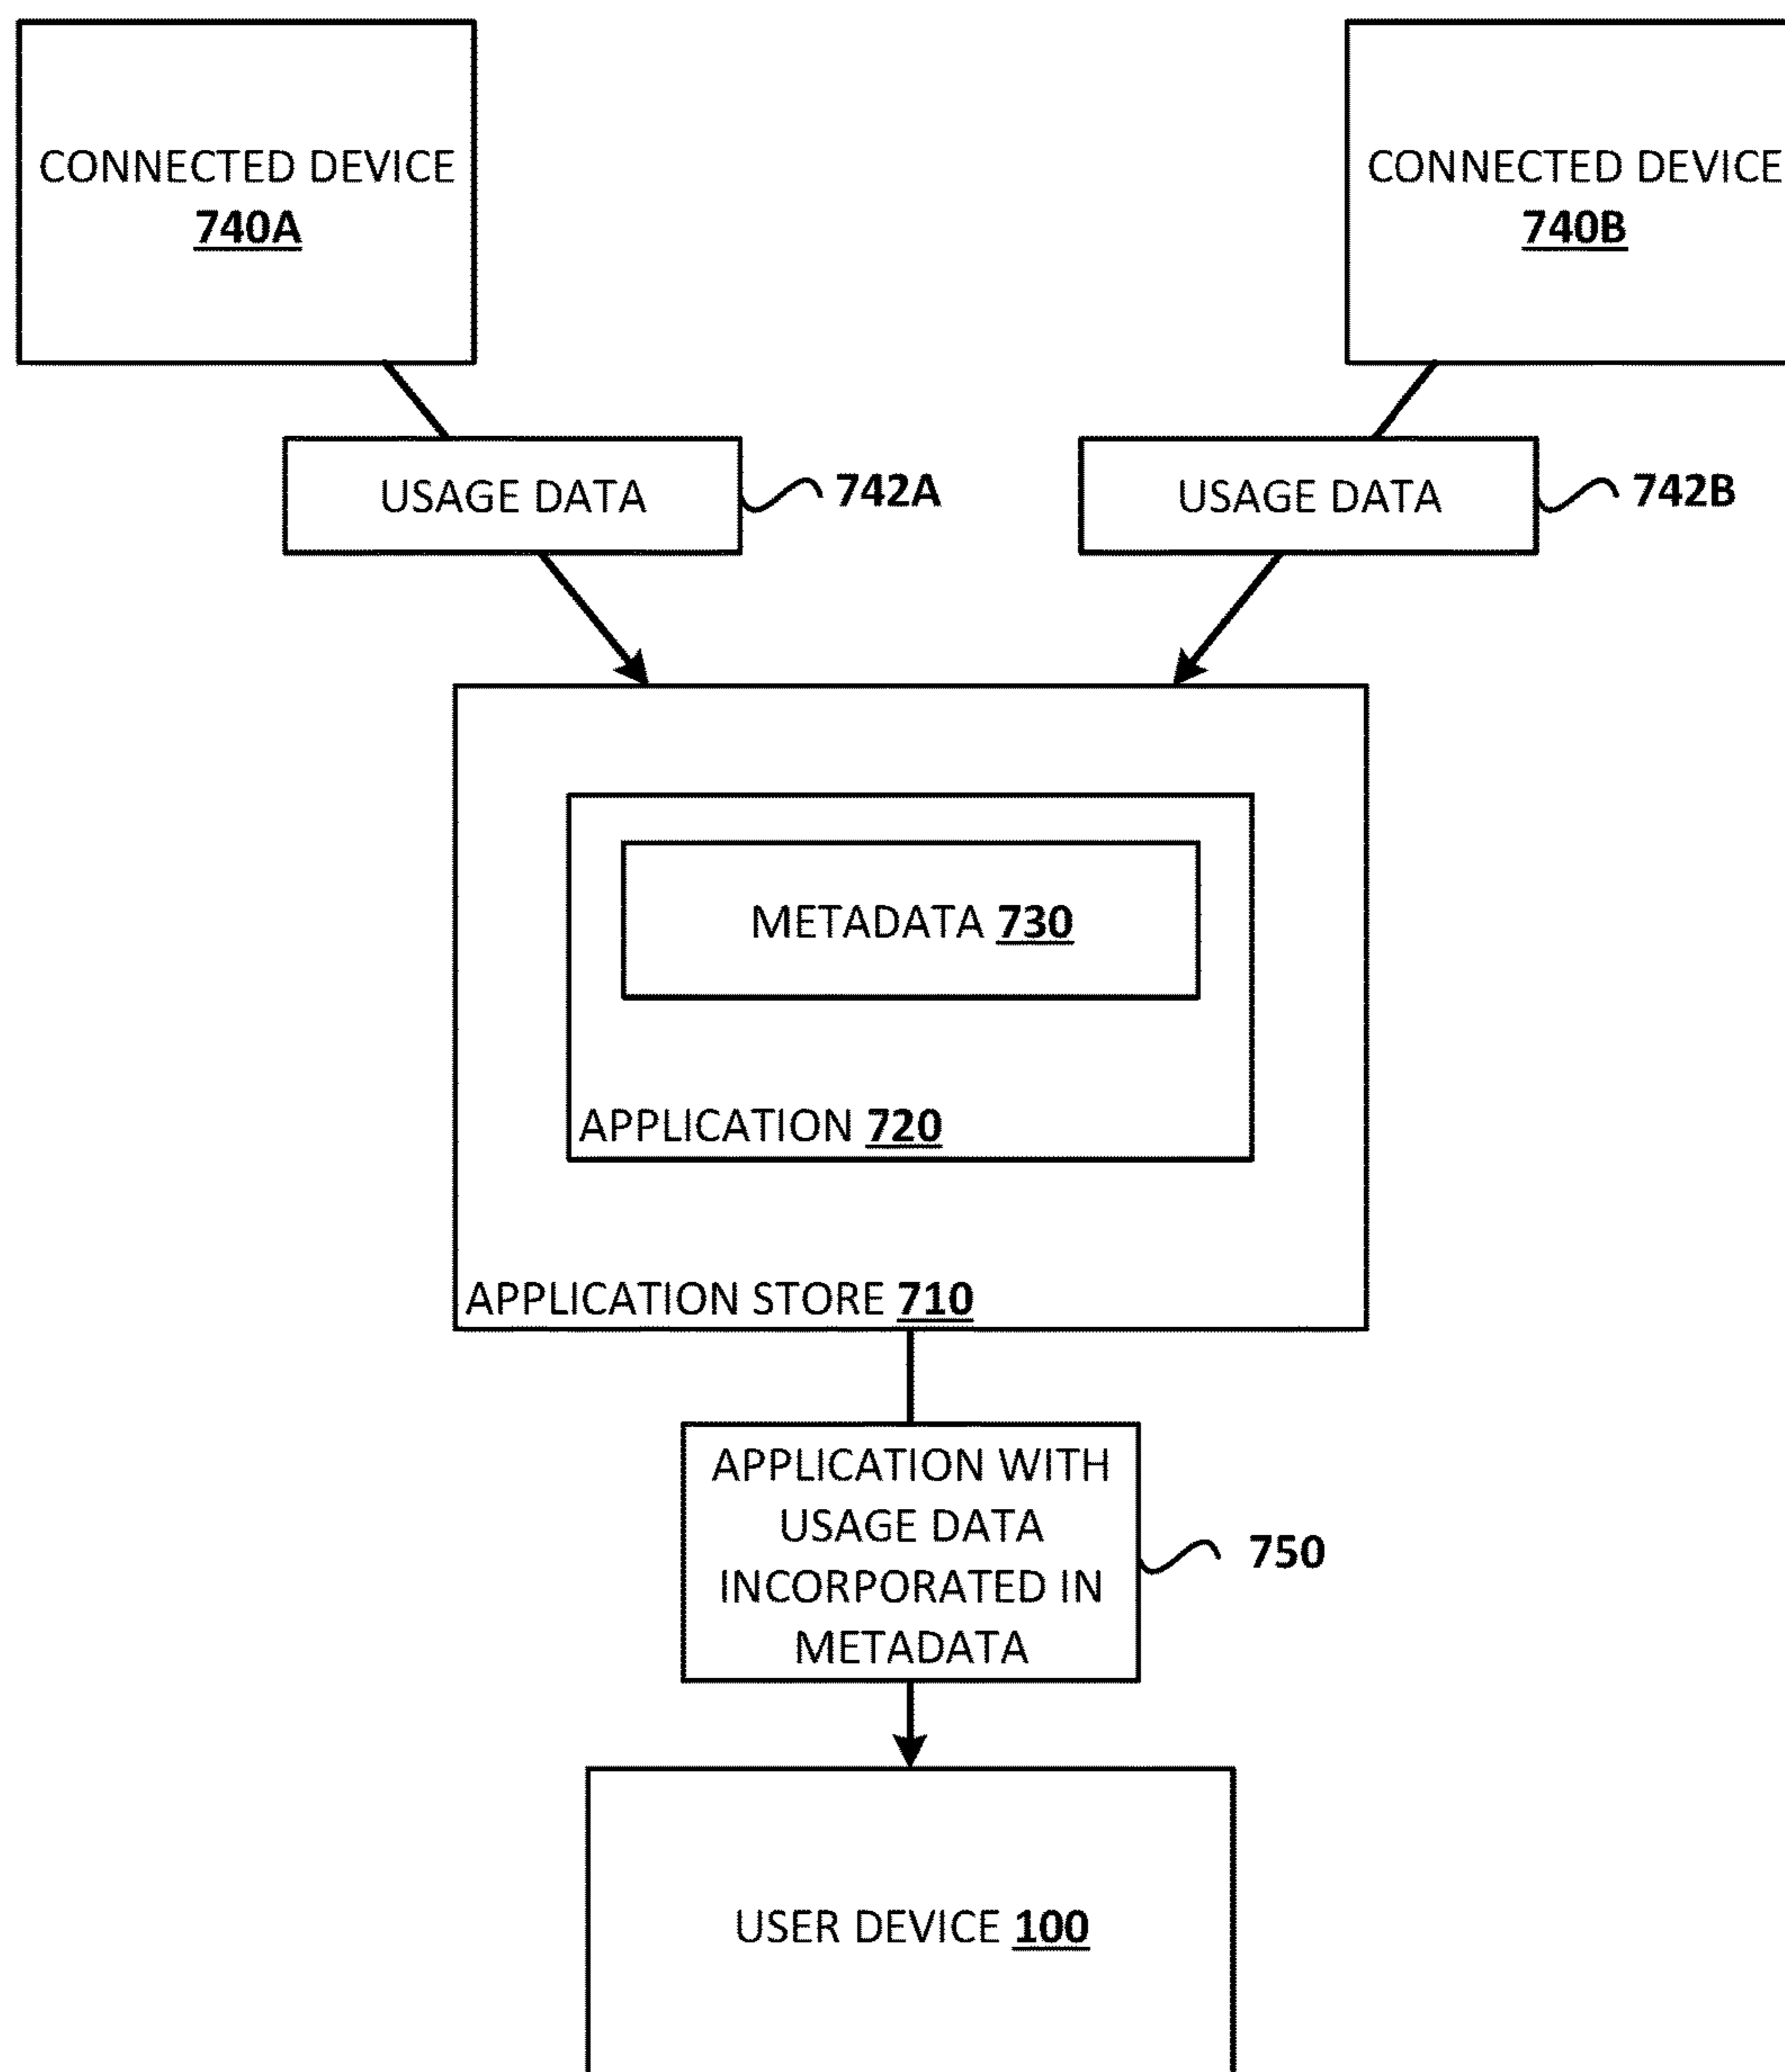 CONNECTED DEVICE
740A
CONNECTED DEVICE
740B
USAGE DATA
742A
USAGE DATA
742B
METADATA 730
APPLICATION 720
APPLICATION STORE 710
APPLICATION WITH
USAGE DATA
INCORPORATED IN
METADATA
750
USER DEVICE 100